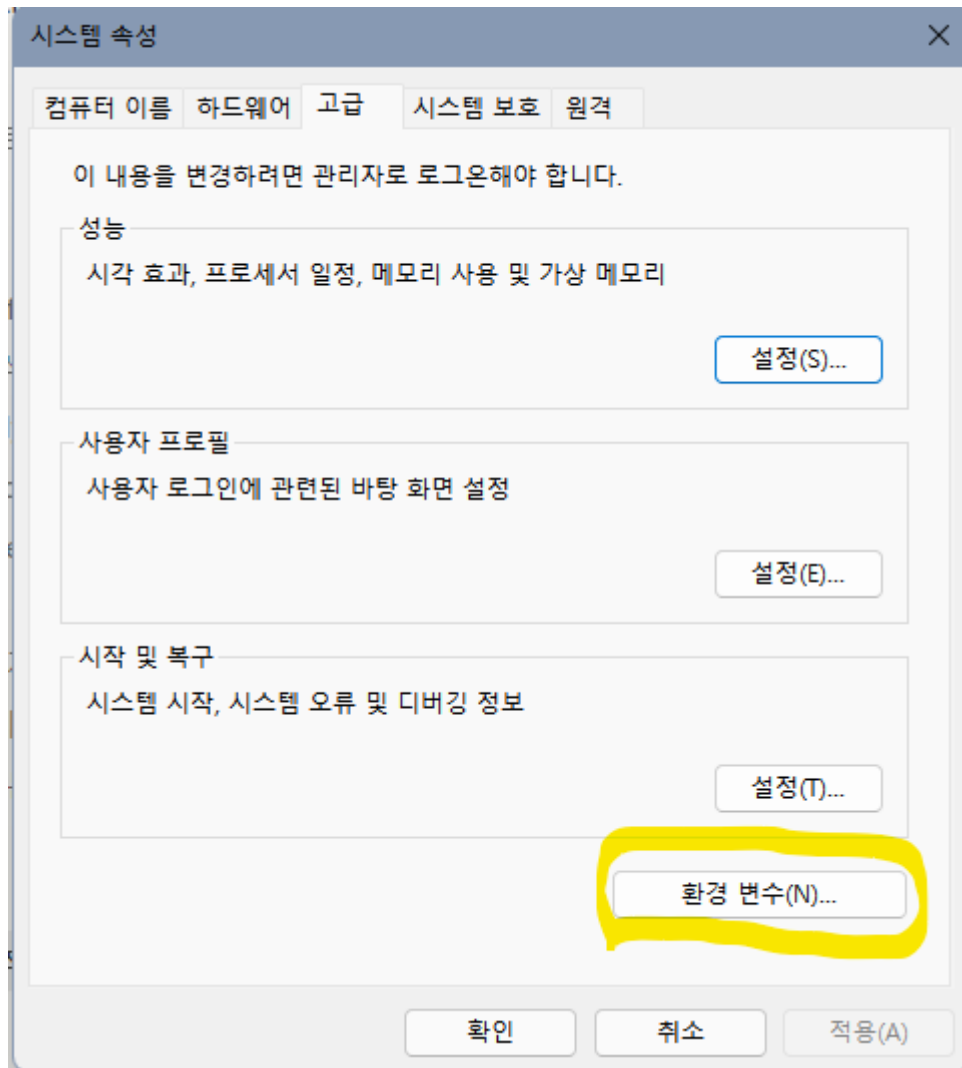 시스템 속성
컴퓨터 이름 하드웨어 고급 시스템 보호 원격
이 내용을 변경하려면 관리자로 로그온해야 합니다.
성능
시각 효과, 프로세서 일정, 메모리 사용 및 가상 메모리
설정(S)...
사용자 프로필
사용자 로그인에 관련된 바탕 화면 설정
설정(E)...
시작 및 복구
시스템 시작, 시스템 오류 및 디버깅 정보
설정(T)...
환경 변수(N)...
확인 취소 적용(A)